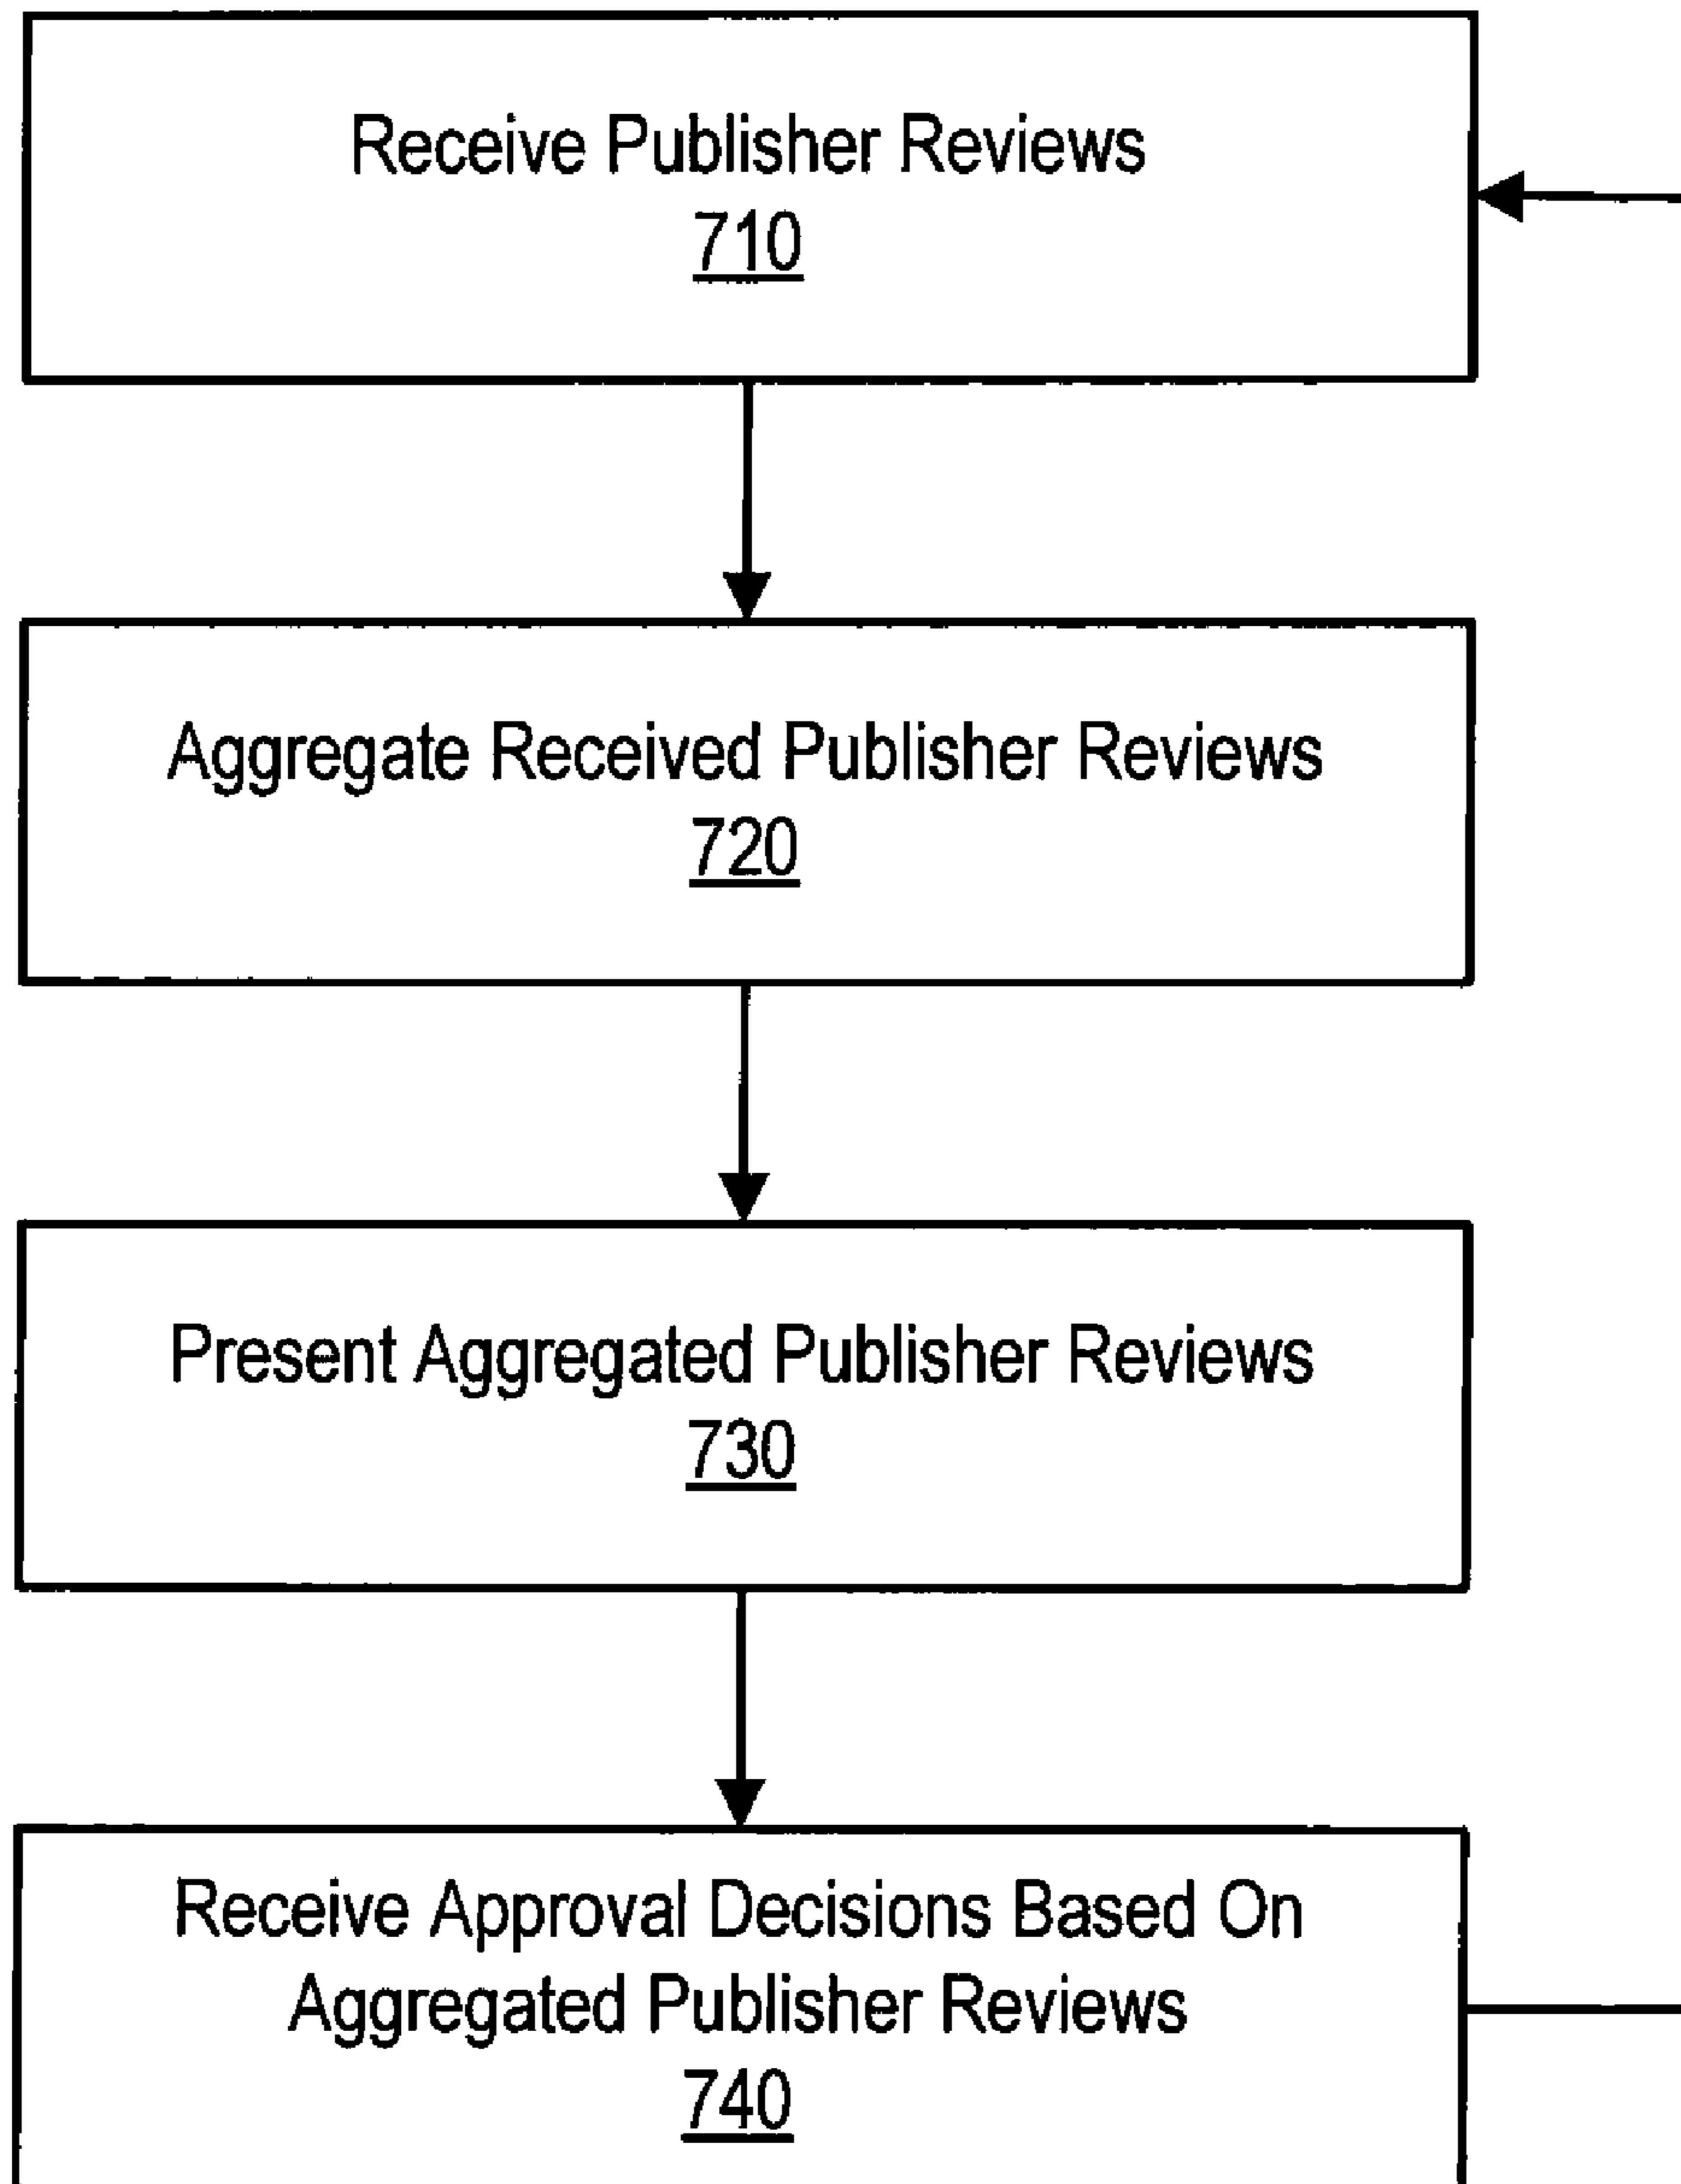 Receive Publisher Reviews
710
Aggregate Received Publisher Reviews
720
Present Aggregated Publisher Reviews
730
Receive Approval Decisions Based On
Aggregated Publisher Reviews
740